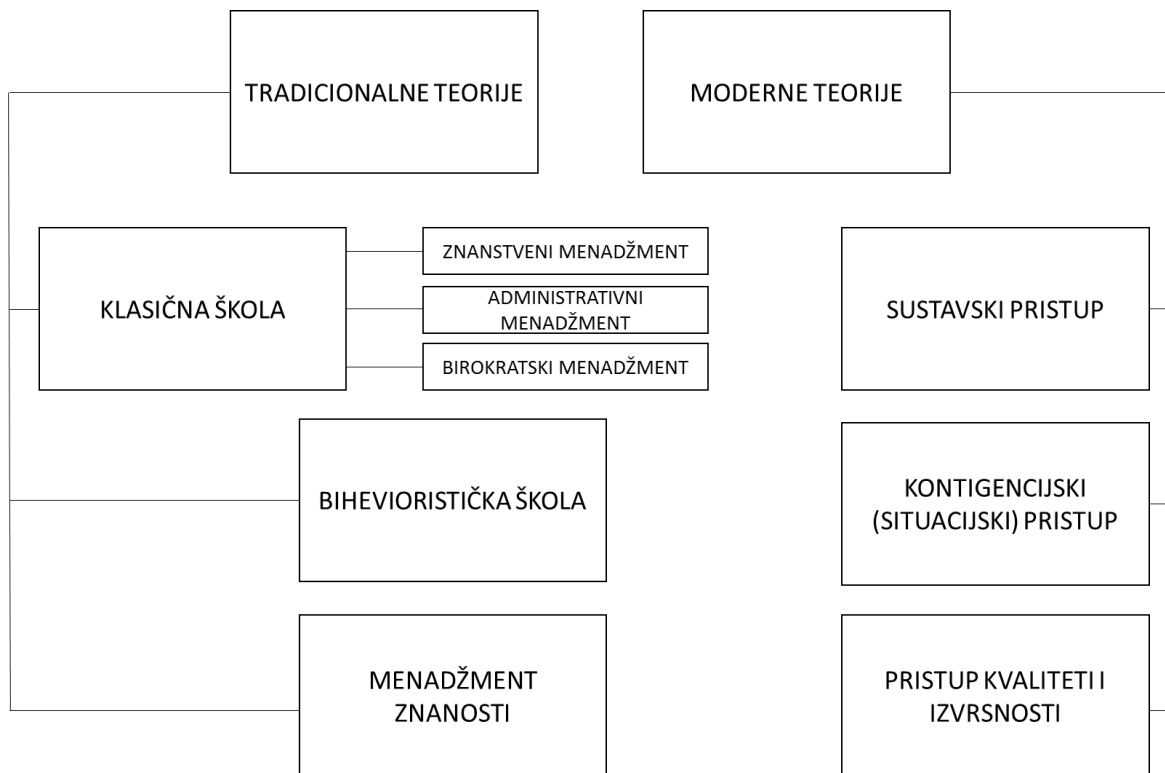 TRADICIONALNE TEORIJE
MODERNE TEORIJE
KLASIČNA ŠKOLA
ZNANSTVENI MENADŽMENT
ADMINISTRATIVNI
MENADŽMENT
BIROKRATSKI MENADŽMENT
SUSTAVSKI PRISTUP
BIHEVIORISTIČKA ŠKOLA
KONTIGENCIJSKI
(SITUACIJSKI) PRISTUP
MENADŽMENT
ZNANOSTI
PRISTUP KVALITETI I
IZVRSNOSTI